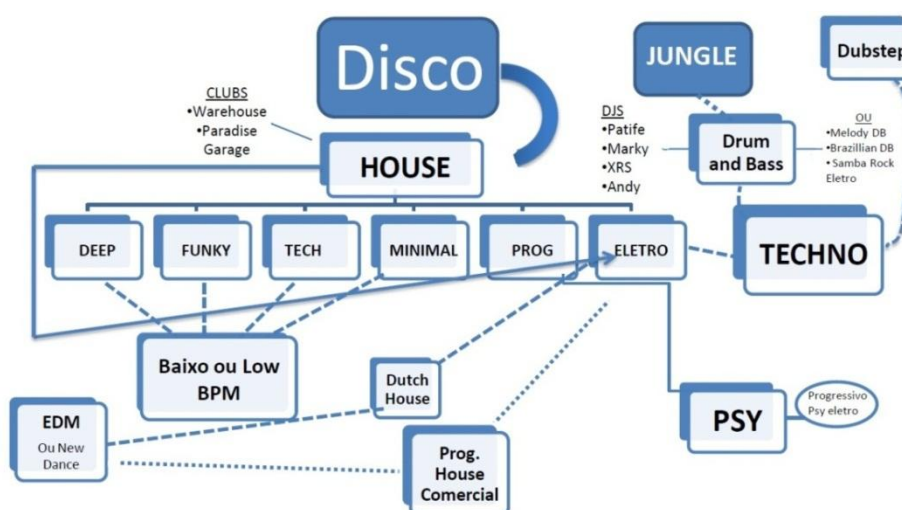 Disco
JUNGLE
Dubstep
CLUBS
•Warehouse
•Paradise
Garage
HOUSE
DJS
•Patife
•Marky
•XRS
•Andy
Drum
and Bass
OU
•Melody DB
•Brazillian DB
•Samba Rock
Eletro
DEEP
FUNKY
TECH
MINIMAL
PROG
ELETRO
TECHNO
Baixo ou Low
BPM
Dutch
House
EDM
Ou New
Dance
Prog.
House
Comercial
PSY
Progressivo
Psy eletro